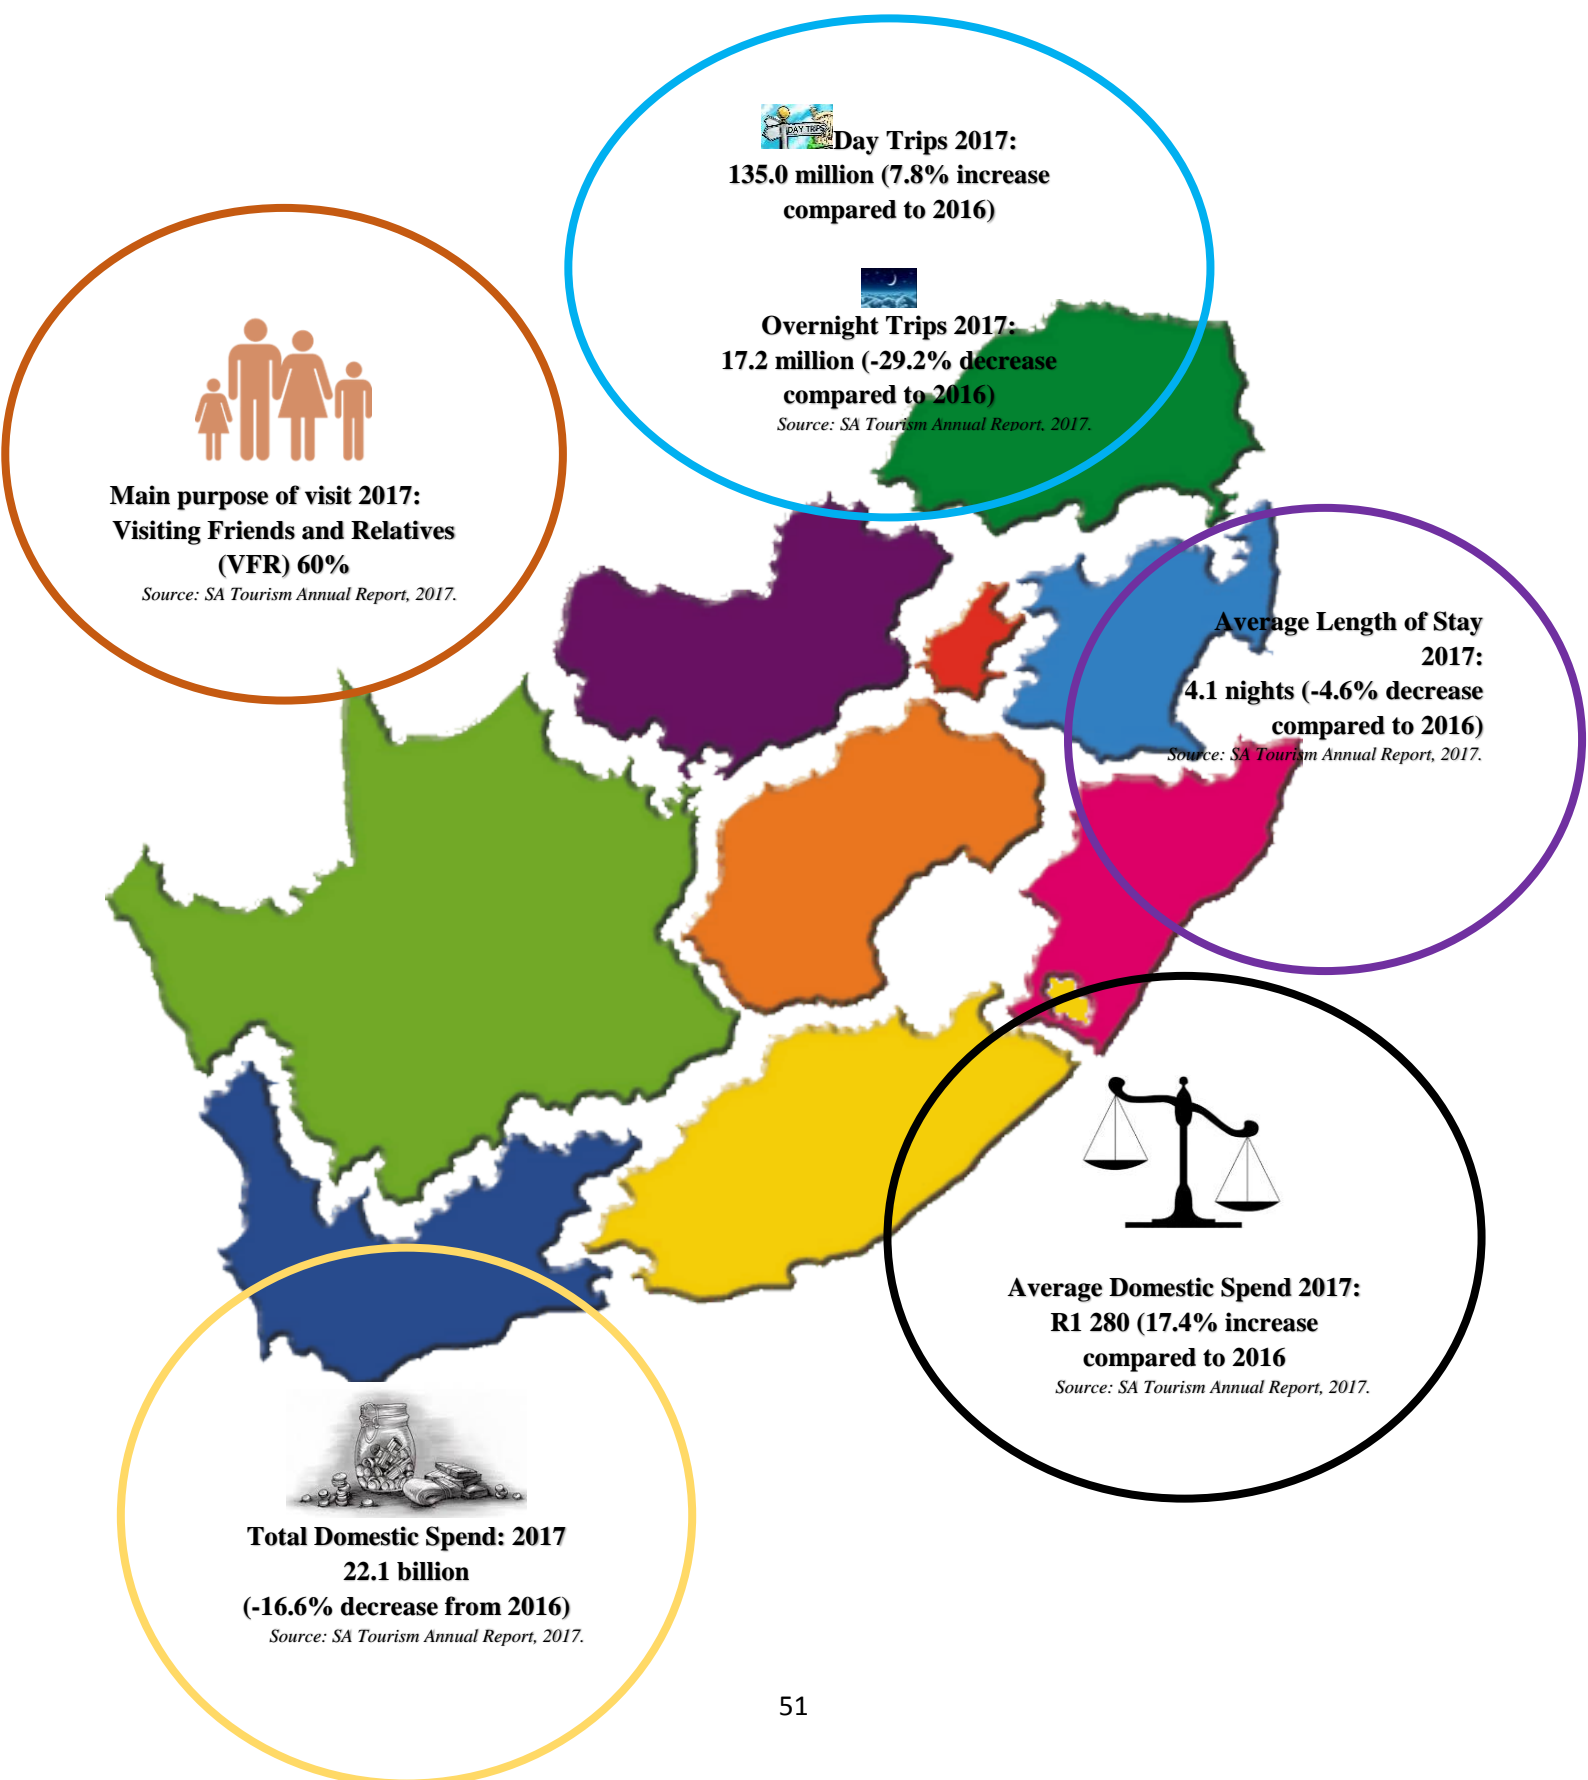 DAY TRIPS
Day Trips 2017:
135.0 million (7.8% increase
compared to 2016)
Overnight Trips 2017:
17.2 million (-29.2% decrease
compared to 2016)
Source: SA Tourism Annual Report, 2017.
Main purpose of visit 2017:
Visiting Friends and Relatives
(VFR) 60%
Source: SA Tourism Annual Report, 2017.
Average Length of Stay
2017:
4.1 nights (-4.6% decrease
compared to 2016)
Source: SA Tourism Annual Report, 2017.
Average Domestic Spend 2017:
R1 280 (17.4% increase
compared to 2016
Source: SA Tourism Annual Report, 2017.
Total Domestic Spend: 2017
22.1 billion
(-16.6% decrease from 2016)
Source: SA Tourism Annual Report, 2017.
51